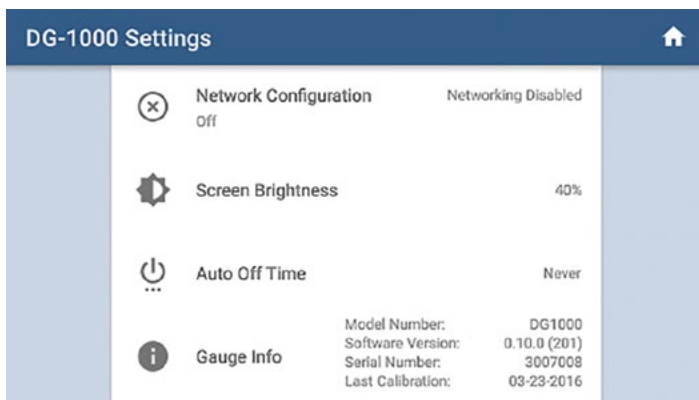 DG-1000 Settings
Network Configuration Networking Disabled
Off
Screen Brightness 40%
Auto Off Time Never
Gauge Info
Model Number: DG1000
Software Version: 0.10.0 (201)
Serial Number: 3007008
Last Calibration: 03-23-2016